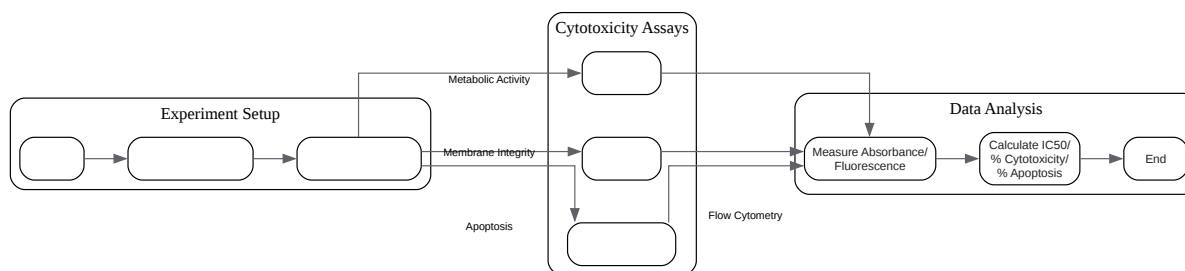 Cytotoxicity Assays
Metabolic Activity
Experiment Setup
Data Analysis
Membrane Integrity
Measure Absorbance/
Fluorescence
Calculate IC50/
% Cytotoxicity/
% Apoptosis
End
Apoptosis
Flow Cytometry